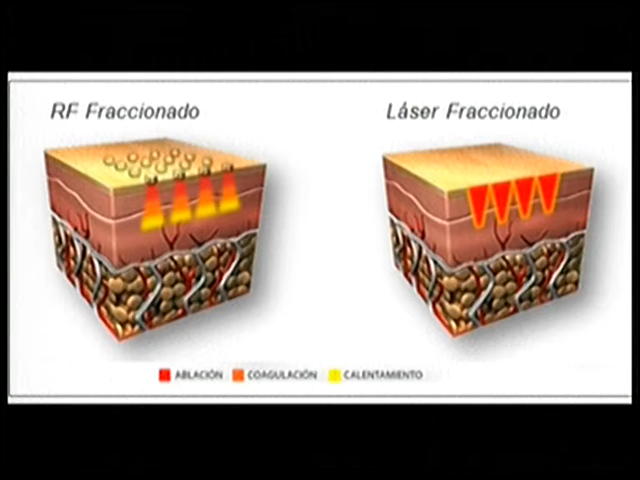 RF Fraccionado
Láser Fraccionado
ABLACIÓN COAGULACIÓN CALENTAMIENTO